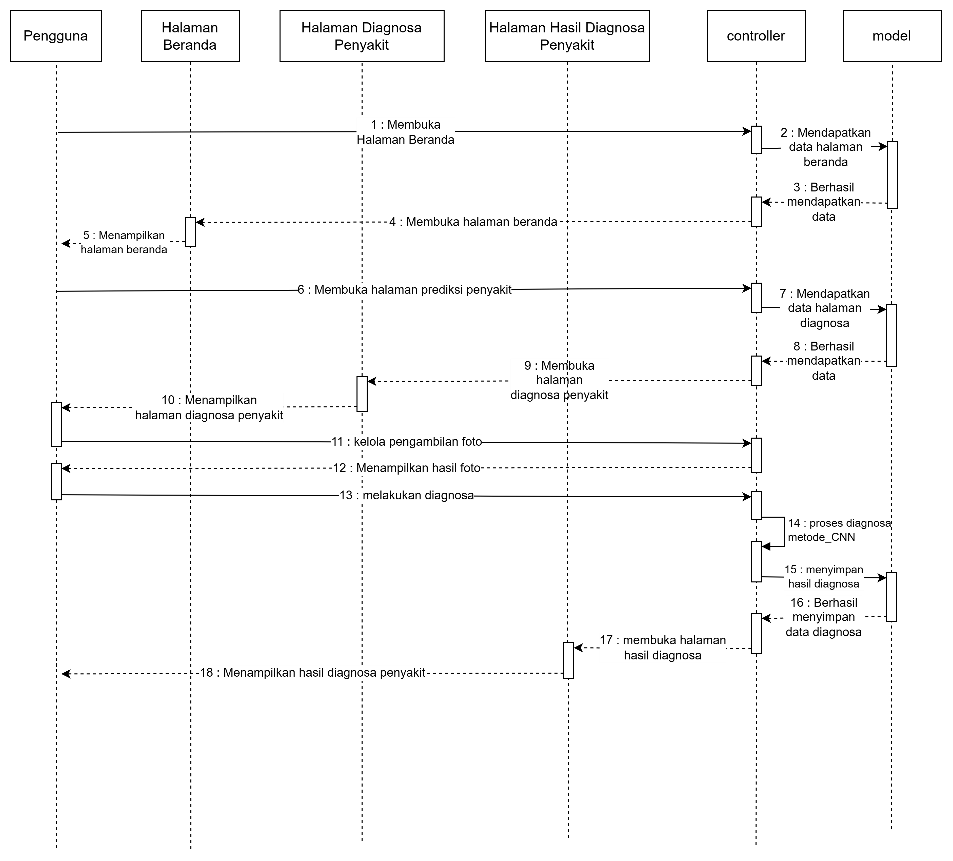 Pengguna
Halaman
Beranda
Halaman Diagnosa
Penyakit
Halaman Hasil Diagnosa
Penyakit
controller
model
1 : Membuka
Halaman Beranda
2 : Mendapatkan
data halaman
beranda
3 : Berhasil
mendapatkan
data
4 : Membuka halaman beranda
5 : Menampilkan
halaman beranda
6 : Membuka halaman prediksi penyakit
7 : Mendapatkan
data halaman
diagnosa
8 : Berhasil
mendapatkan
data
9 : Membuka
halaman
diagnosa penyakit
10 : Menampilkan
halaman diagnosa penyakit
11 : kelola pengambilan foto
12 : Menampilkan hasil foto
13 : melakukan diagnosa
14 : proses diagnosa
metode_CNN
15 : menyimpan
hasil diagnosa
16 : Berhasil
menyimpan
data diagnosa
17 : membuka halaman
hasil diagnosa
18 : Menampilkan hasil diagnosa penyakit